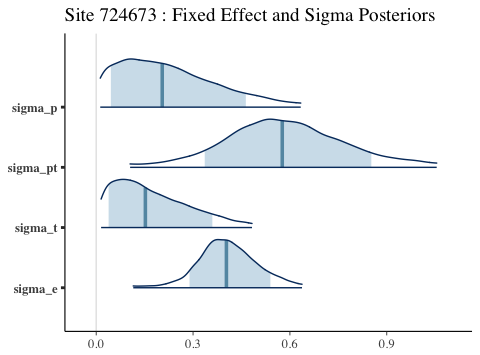 Site 724673 : Fixed Effect and Sigma Posteriors
sigma_p
sigma_pt
sigma_t
sigma_e
0.0 0.3 0.6 0.9